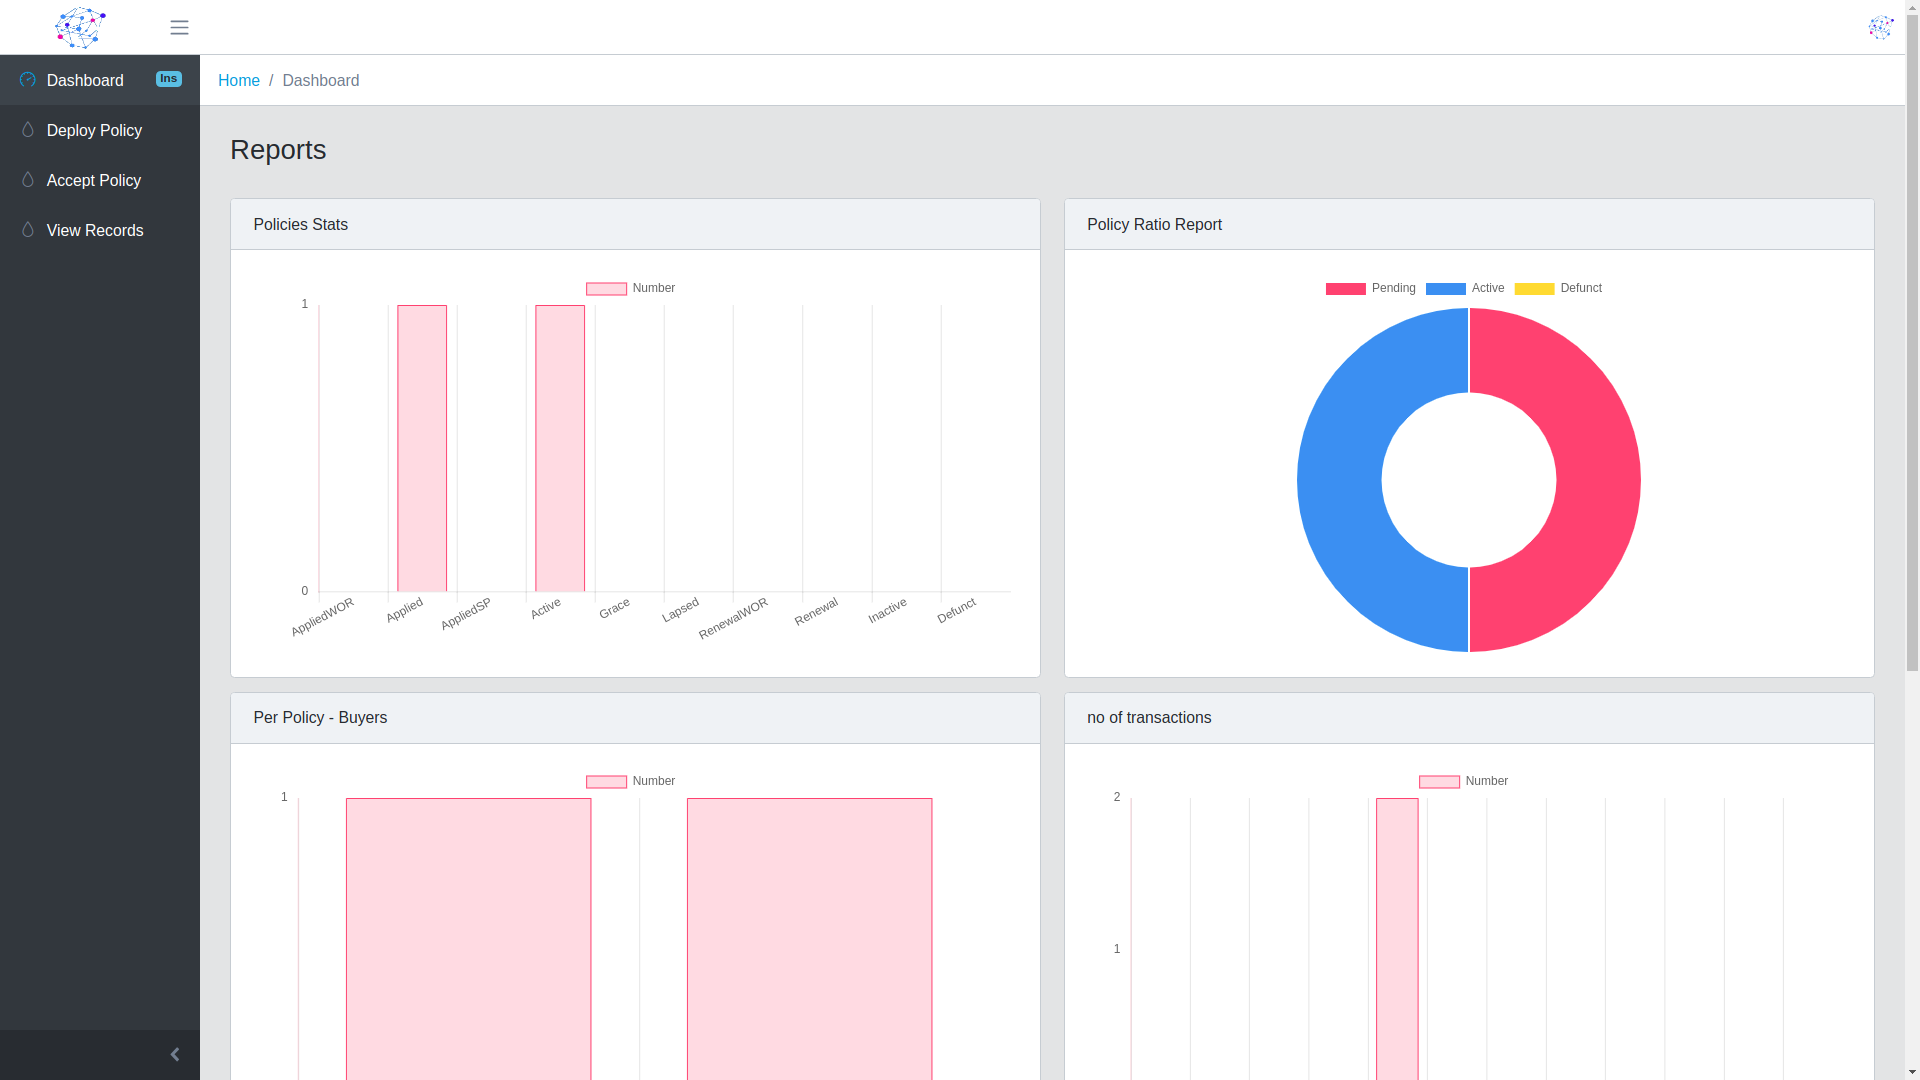 Dashboard Ins
Deploy Policy
Accept Policy
View Records
Home / Dashboard
Reports
Policies Stats
Number
1
0
AppliedWOR Applied AppliedSP Active Grace Lapsed RenewalWOR Renewal Inactive Defunct
Policy Ratio Report
Pending Active Defunct
Per Policy - Buyers
Number
1
no of transactions
Number
2
1